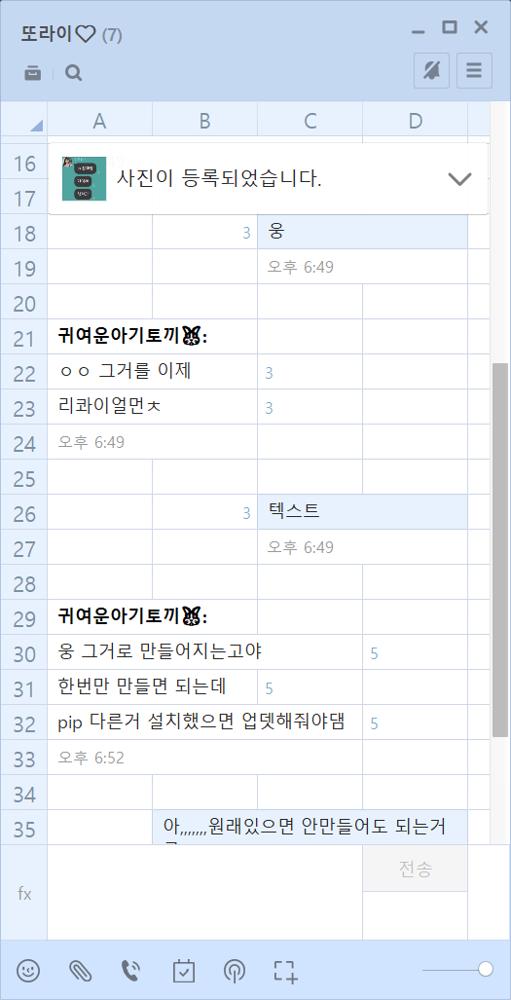 또라이♡ (7)
A B C D
16
사진이 등록되었습니다.
17
18 3 웅
19 오후 6:49
20
21 귀여운아기토끼🐰:
22 ㅇㅇ 그거를 이제 3
23 리콰이얼먼ㅊ 3
24 오후 6:49
25
26 3 텍스트
27 오후 6:49
28
29 귀여운아기토끼🐰:
30 웅 그거로 만들어지는고야 5
31 한번만 만들면 되는데 5
32 pip 다른거 설치했으면 업뎃해줘야댐 5
33 오후 6:52
34
35 아,,,,,,,원래있으면 안만들어도 되는거
fx 전송